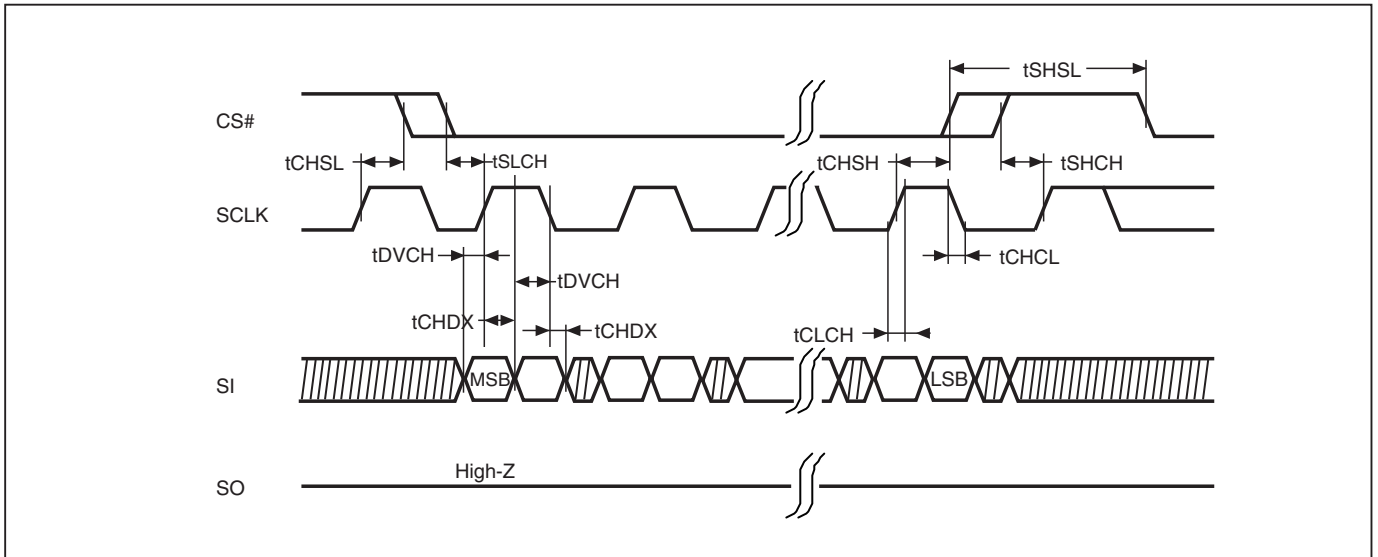 tSHSL
CS#
tCHSL
tSLCH
tCHSH
tSHCH
SCLK
tDVCH
tCHCL
tDVCH
tCHDX
tCHDX
tCLCH
SI
MSB
LSB
High-Z
SO